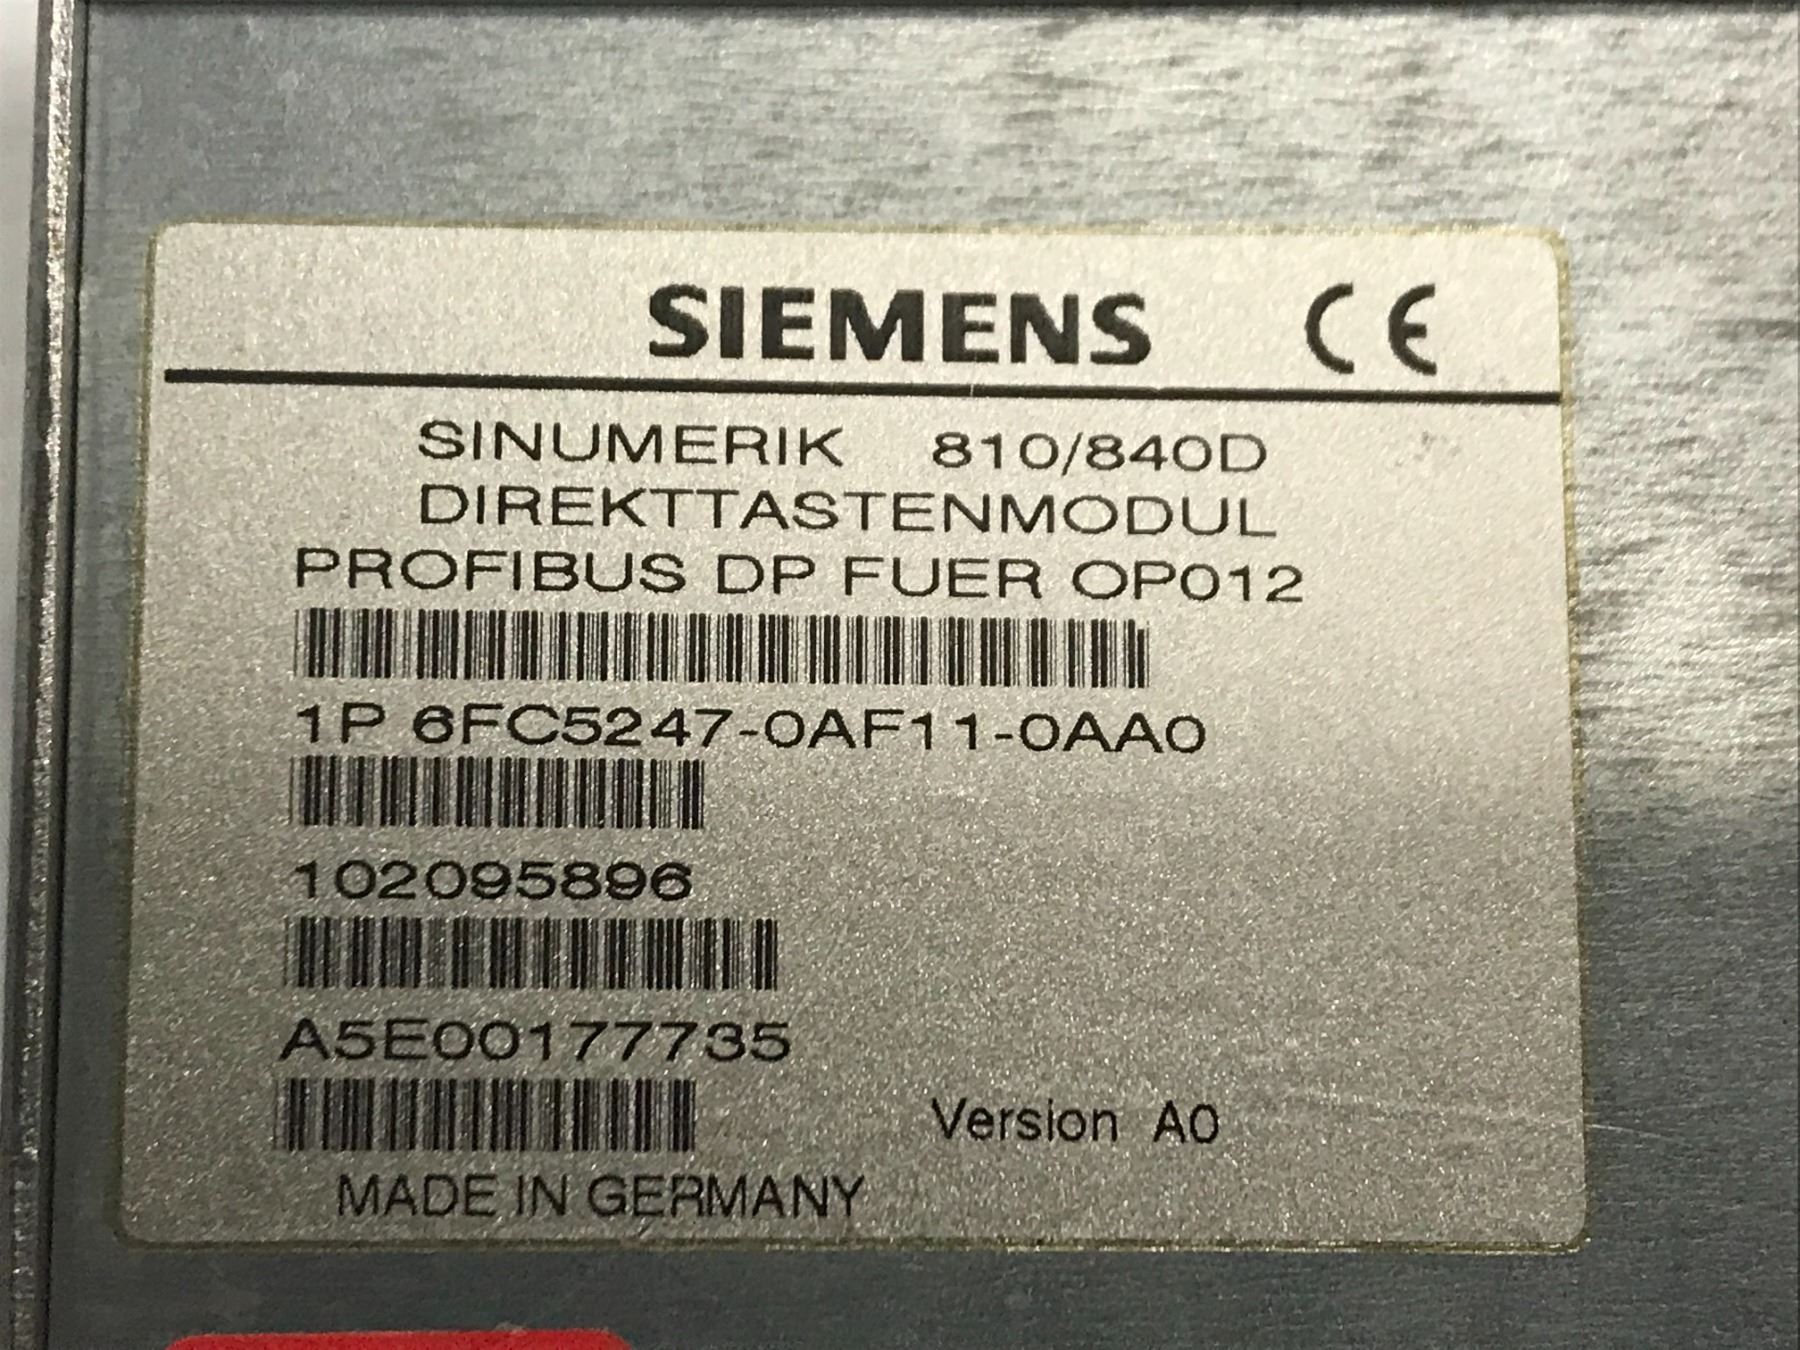 SIEMENS CE
SINUMERIK 810/840D
DIREKTTASTENMODUL
PROFIBUS DP FUER OP012
1P 6FC5247-0AF11-0AA0
102095896
A5E00177735
Version A0
MADE IN GERMANY